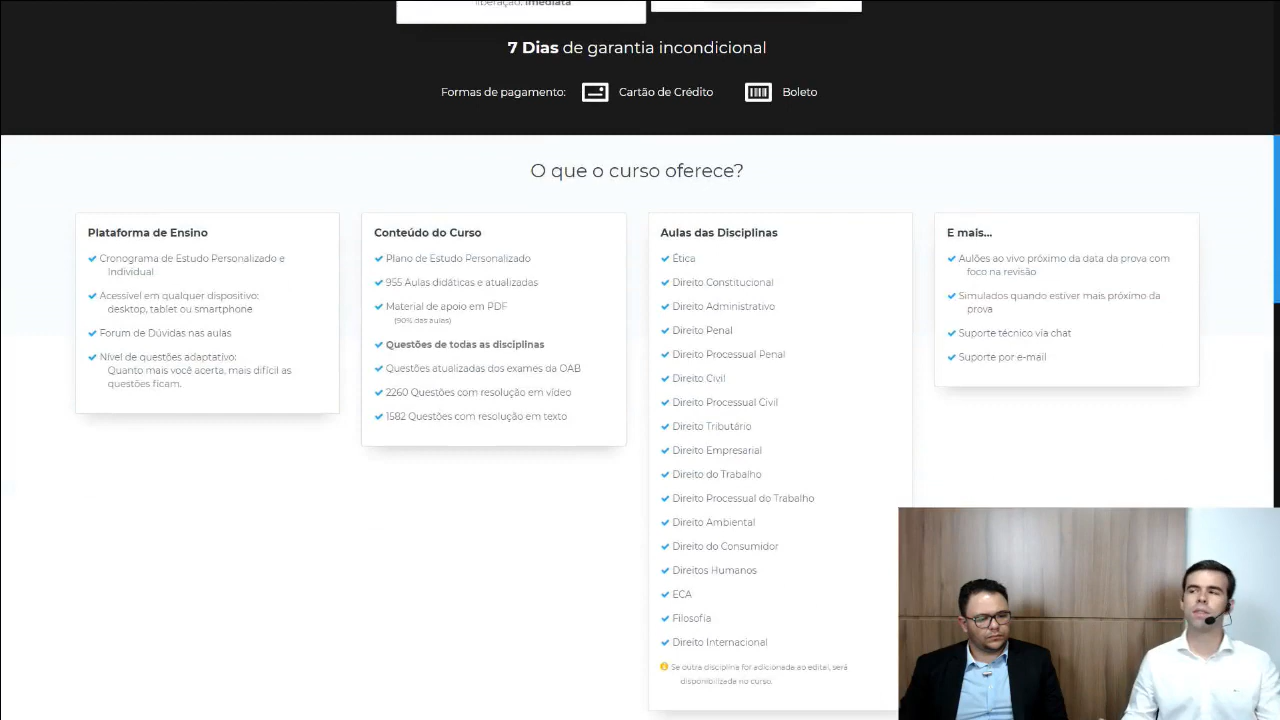 liberação: imediata
7 Dias de garantia incondicional
Formas de pagamento: Cartão de Crédito Boleto
O que o curso oferece?
Plataforma de Ensino
Cronograma de Estudo Personalizado e
Individual
Acessível em qualquer dispositivo:
desktop, tablet ou smartphone
Forum de Dúvidas nas aulas
Nível de questões adaptativo:
Quanto mais você acerta, mais difícil as
questões ficam.
Conteúdo do Curso
Plano de Estudo Personalizado
955 Aulas didáticas e atualizadas
Material de apoio em PDF
(90% das aulas)
Questões de todas as disciplinas
Questões atualizadas dos exames da OAB
2260 Questões com resolução em vídeo
1582 Questões com resolução em texto
Aulas das Disciplinas
Ética
Direito Constitucional
Direito Administrativo
Direito Penal
Direito Processual Penal
Direito Civil
Direito Processual Civil
Direito Tributário
Direito Empresarial
Direito do Trabalho
Direito Processual do Trabalho
Direito Ambiental
Direito do Consumidor
Direitos Humanos
ECA
Filosofia
Direito Internacional
Se outra disciplina for adicionada ao edital, será
disponibilizada no curso.
E mais...
Aulões ao vivo próximo da data da prova com
foco na revisão
Simulados quando estiver mais próximo da
prova
Suporte técnico via chat
Suporte por e-mail